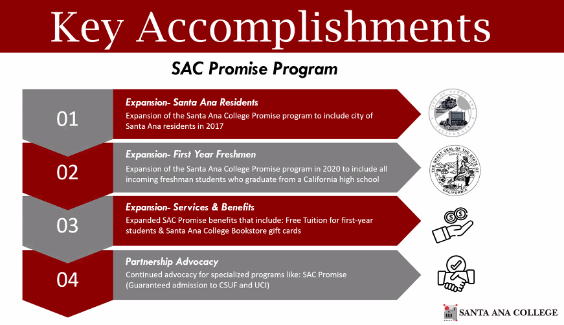 Key Accomplishments
SAC Promise Program
01
Expansion- Santa Ana Residents
Expansion of the Santa Ana College Promise program to include city of
Santa Ana residents in 2017
02
Expansion- First Year Freshmen
Expansion of the Santa Ana College Promise program in 2020 to include all
incoming freshman students who graduate from a California high school
03
Expansion- Services & Benefits
Expanded SAC Promise benefits that include: Free Tuition for first-year
students & Santa Ana College Bookstore gift cards
04
Partnership Advocacy
Continued advocacy for specialized programs like: SAC Promise
(Guaranteed admission to CSUF and UCI)
SANTA ANA COLLEGE